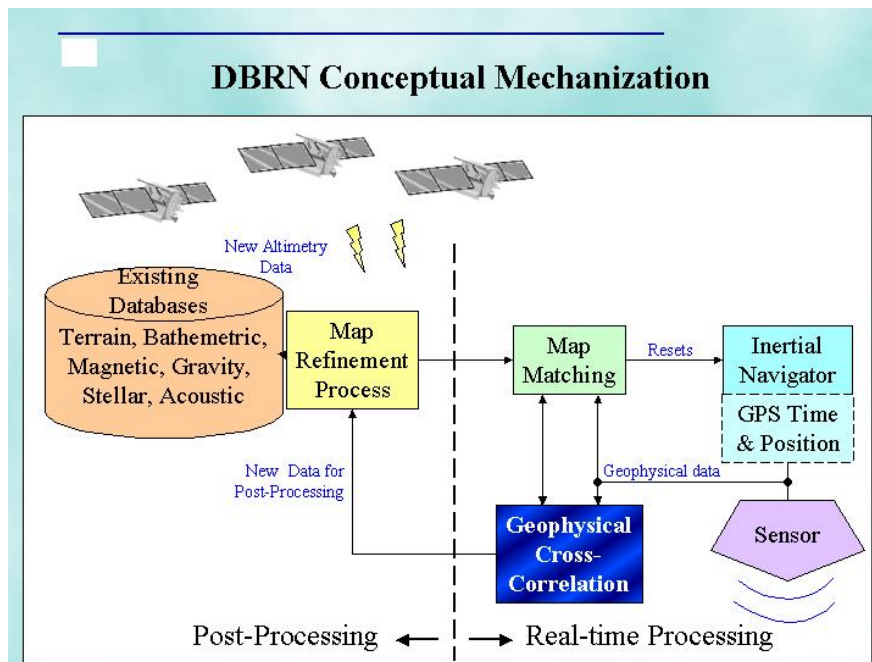 DBRN Conceptual Mechanization
New Altimetry
Data
Existing
Databases
Terrain, Bathemetric,
Magnetic, Gravity,
Stellar, Acoustic
Map
Refinement
Process
Map
Matching
Resets
Inertial
Navigator
GPS Time
& Position
New Data for
Post-Processing
Geophysical data
Geophysical
Cross-
Correlation
Sensor
Post-Processing
Real-time Processing